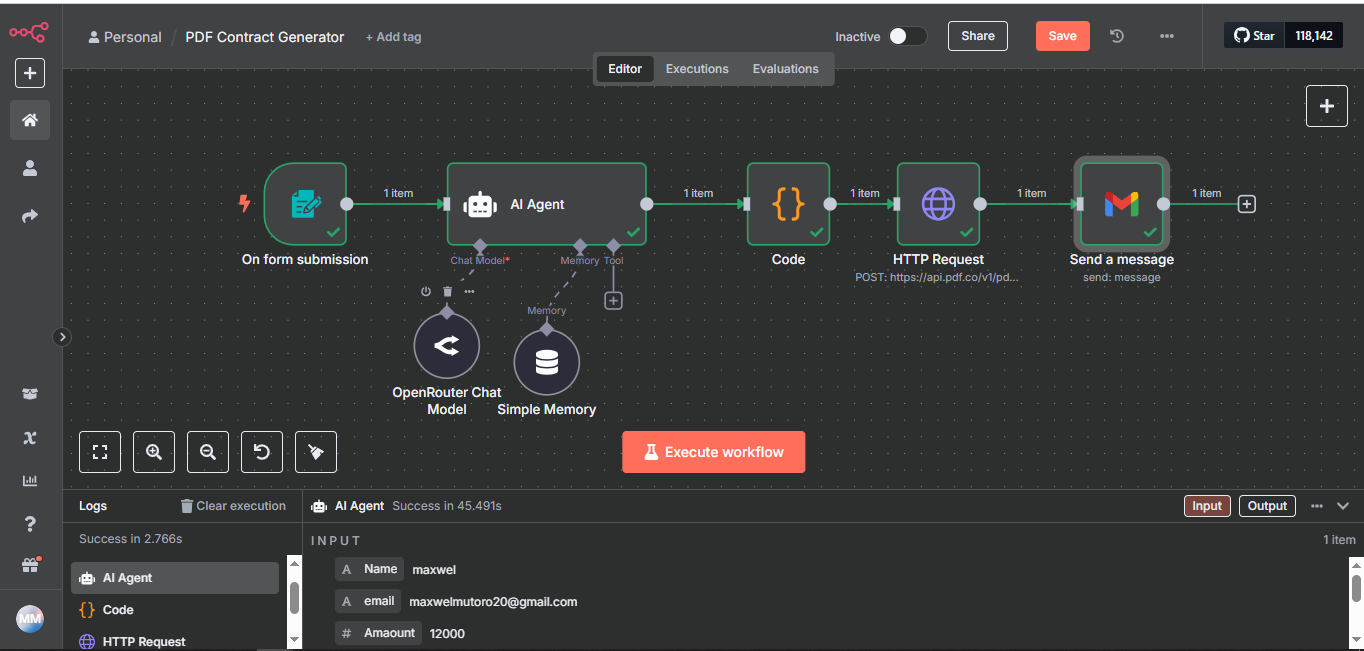 Personal / PDF Contract Generator + Add tag
Inactive Share Save Star 118,142
Editor Executions Evaluations
1 item 1 item 1 item 1 item 1 item
AI Agent
On form submission
Chat Model* Memory Tool
Code
HTTP Request
POST: https://api.pdf.co/v1/pd...
Send a message
send: message
Memory
OpenRouter Chat
Model
Simple Memory
Execute workflow
Logs Clear execution
AI Agent Success in 45.491s
Input Output
Success in 2.766s
INPUT 1 item
AI Agent
Code
HTTP Request
A Name maxwel
A email maxwelmutoro20@gmail.com
# Amaount 12000
MM